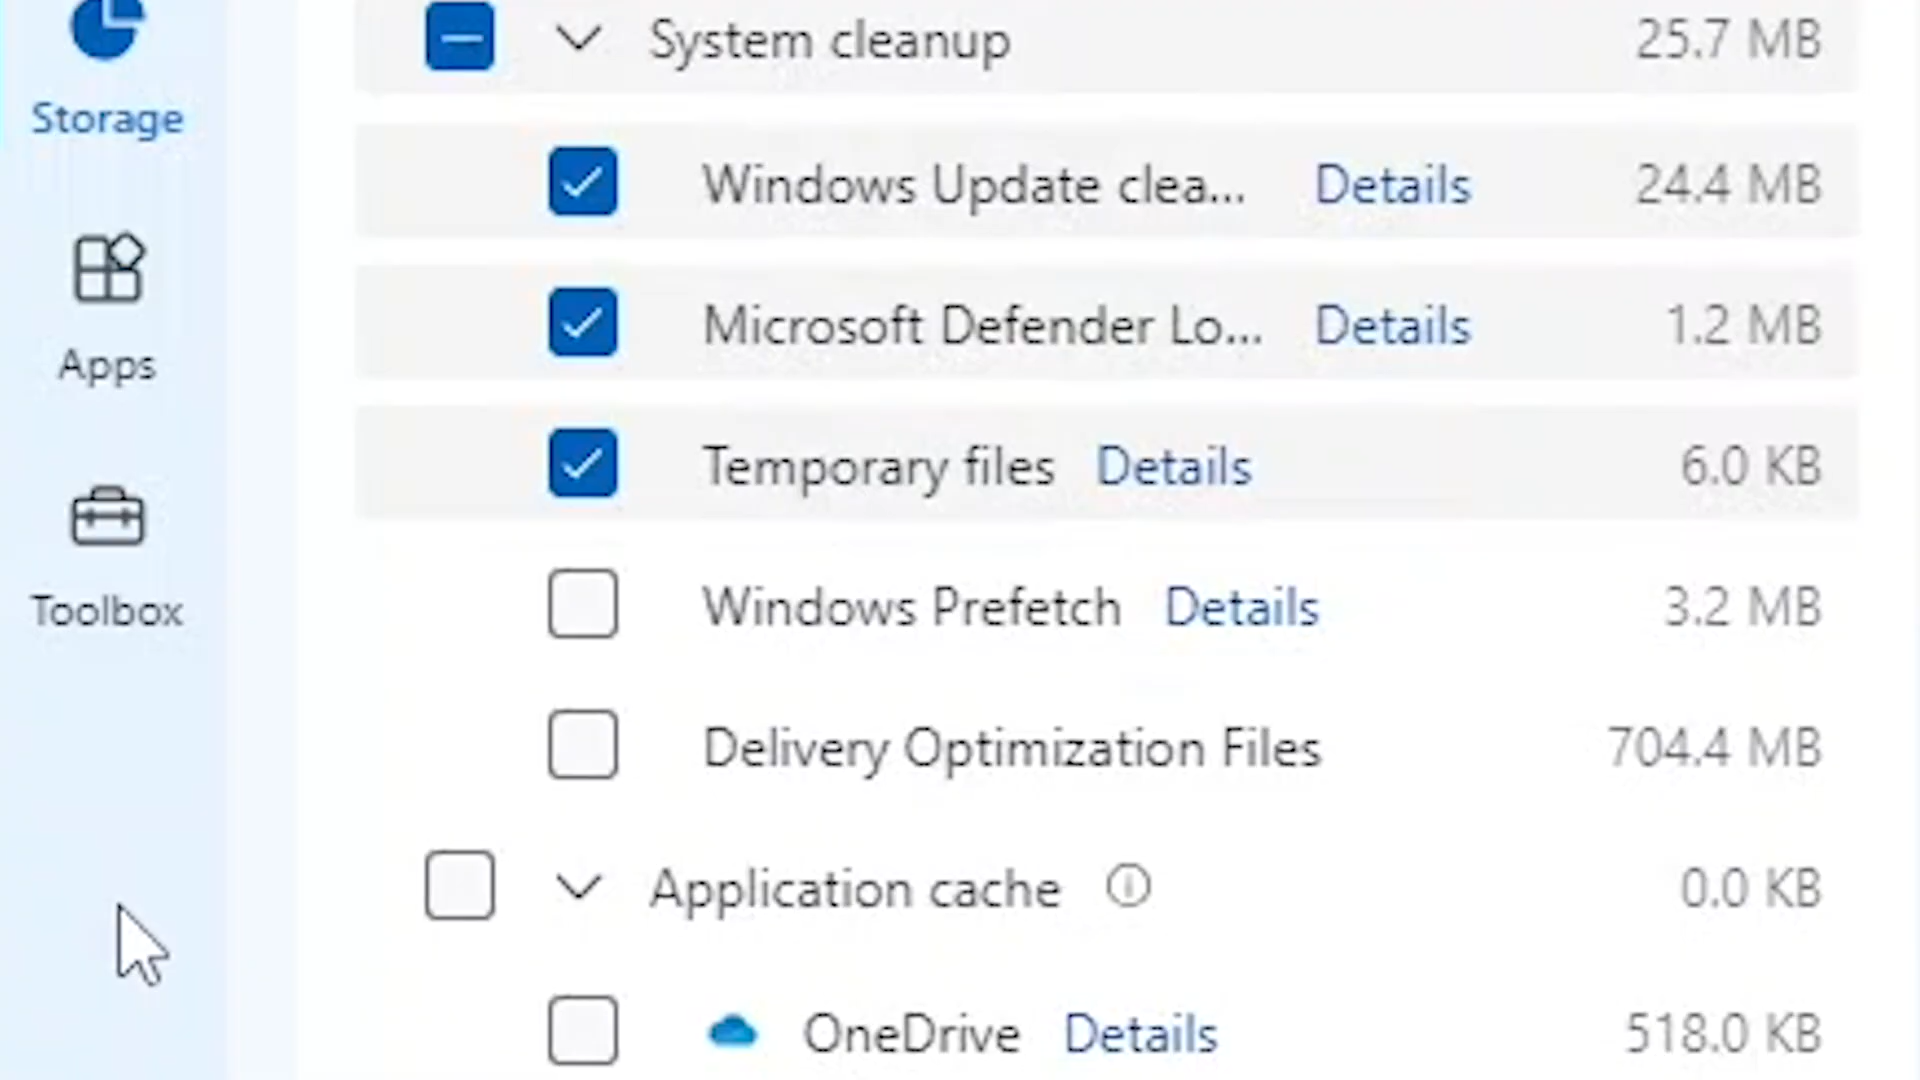 System cleanup 25.7 MB
Storage
Windows Update clea... Details 24.4 MB
Microsoft Defender Lo... Details 1.2 MB
Apps
Temporary files Details 6.0 KB
Windows Prefetch Details 3.2 MB
Toolbox
Delivery Optimization Files 704.4 MB
Application cache 0.0 KB
OneDrive Details 518.0 KB